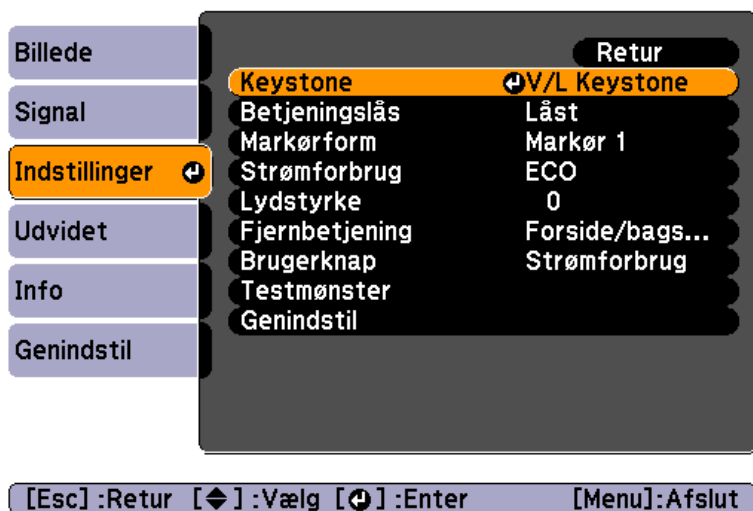 Billede
Signal
Indstillinger
Udvidet
Info
Genindstil
Retur
Keystone V/L Keystone
Betjeningslås Låst
Markørform Markør 1
Strømforbrug ECO
Lydstyrke 0
Fjernbetjening Forside/bags...
Brugerknap Strømforbrug
Testmønster
Genindstil
[Esc] :Retur [◆] :Vælg [↵] :Enter [Menu]:Afslut